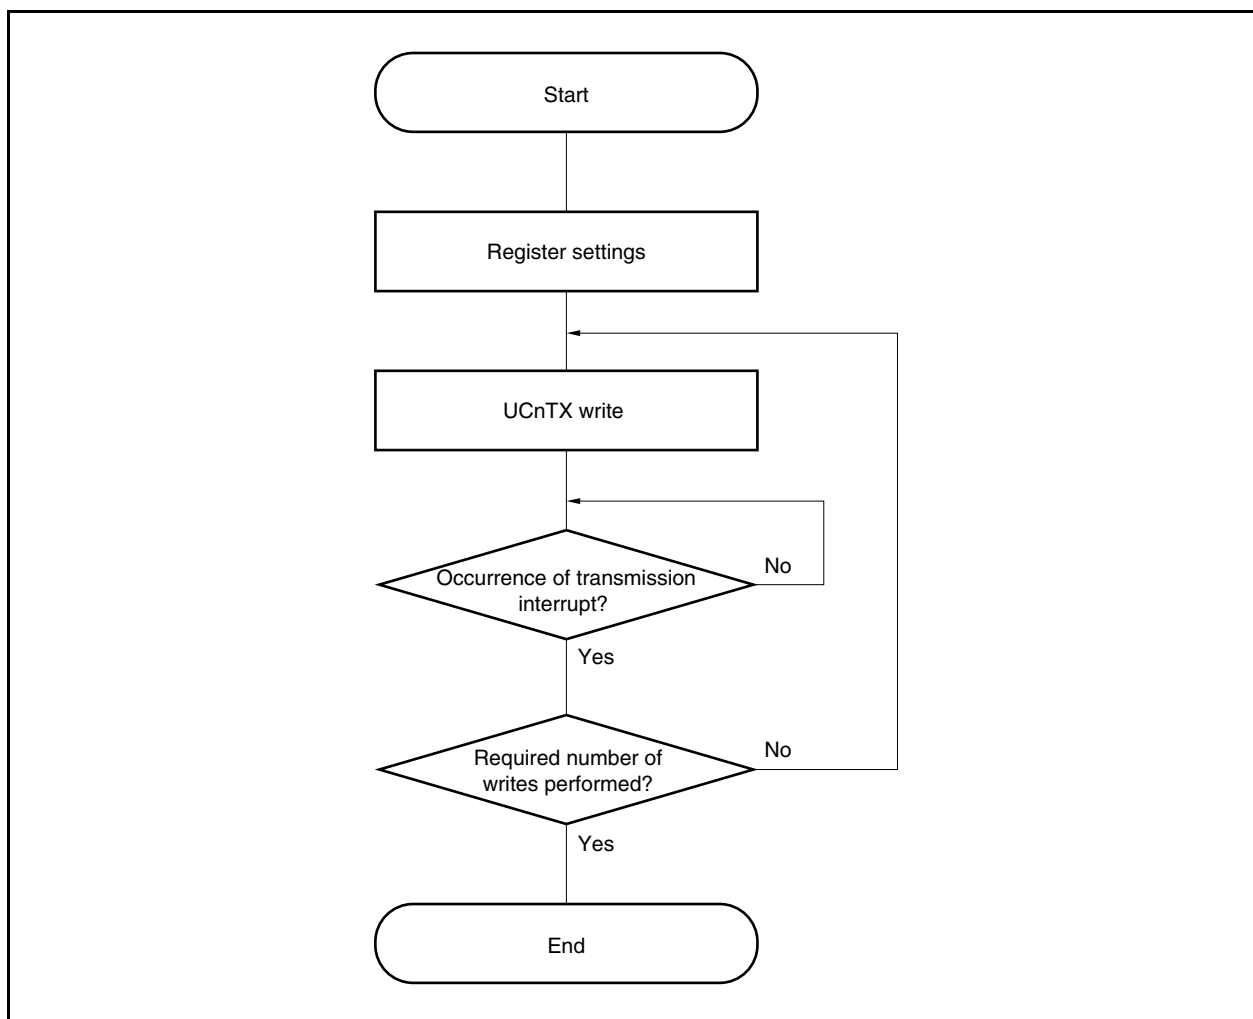 Start
Register settings
UCnTX write
Occurrence of transmission
interrupt?
No
Yes
Required number of
writes performed?
No
Yes
End